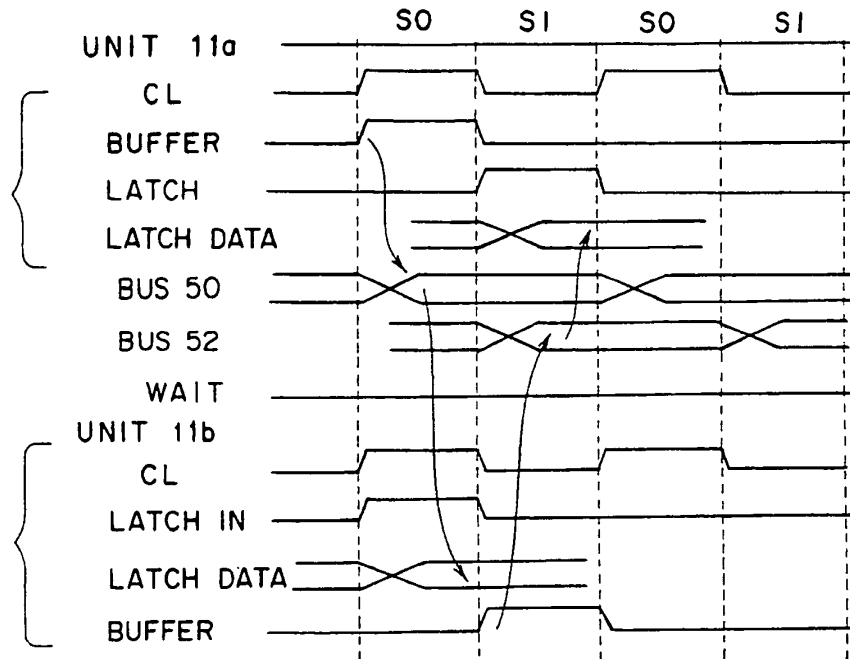 S0 S1 S0 S1
UNIT 11a
CL
BUFFER
LATCH
LATCH DATA
BUS 50
BUS 52
WAIT
UNIT 11b
CL
LATCH IN
LATCH DATA
BUFFER